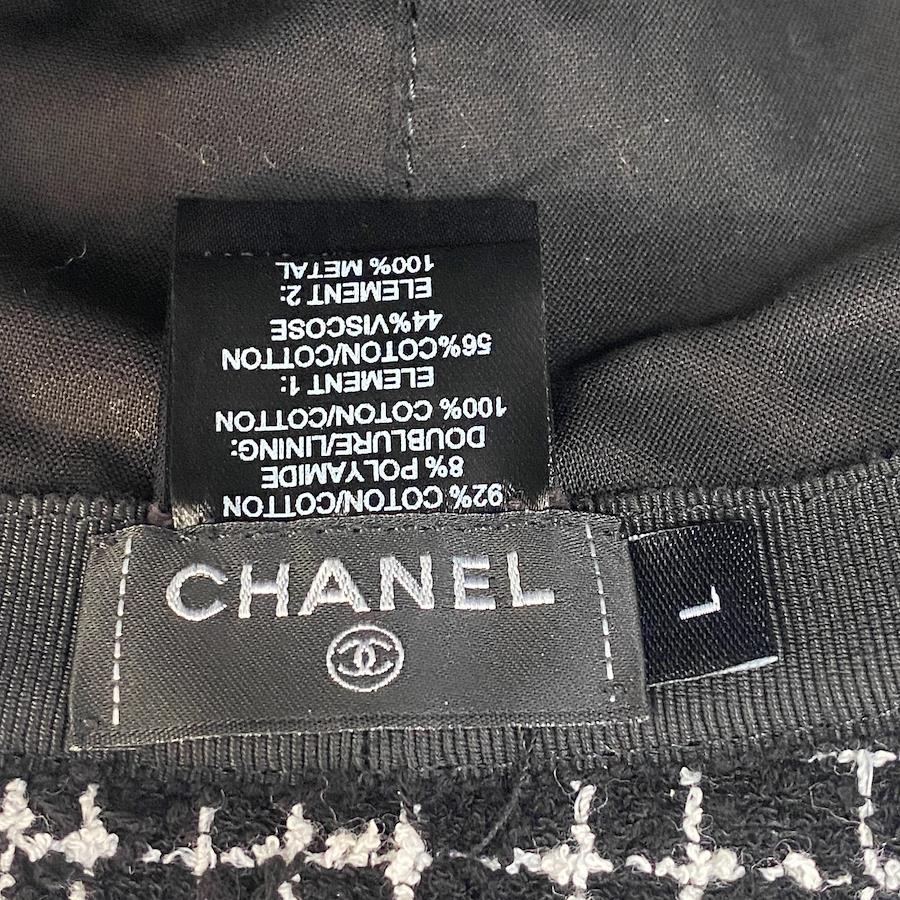 92% COTON/COTTON
8% POLYAMIDE
DOUBLURE/LINING:
100% COTON/COTTON
ELEMENT 1:
56%COTON/COTTON
44%VISCOSE
ELEMENT 2:
100% METAL
CHANEL
L